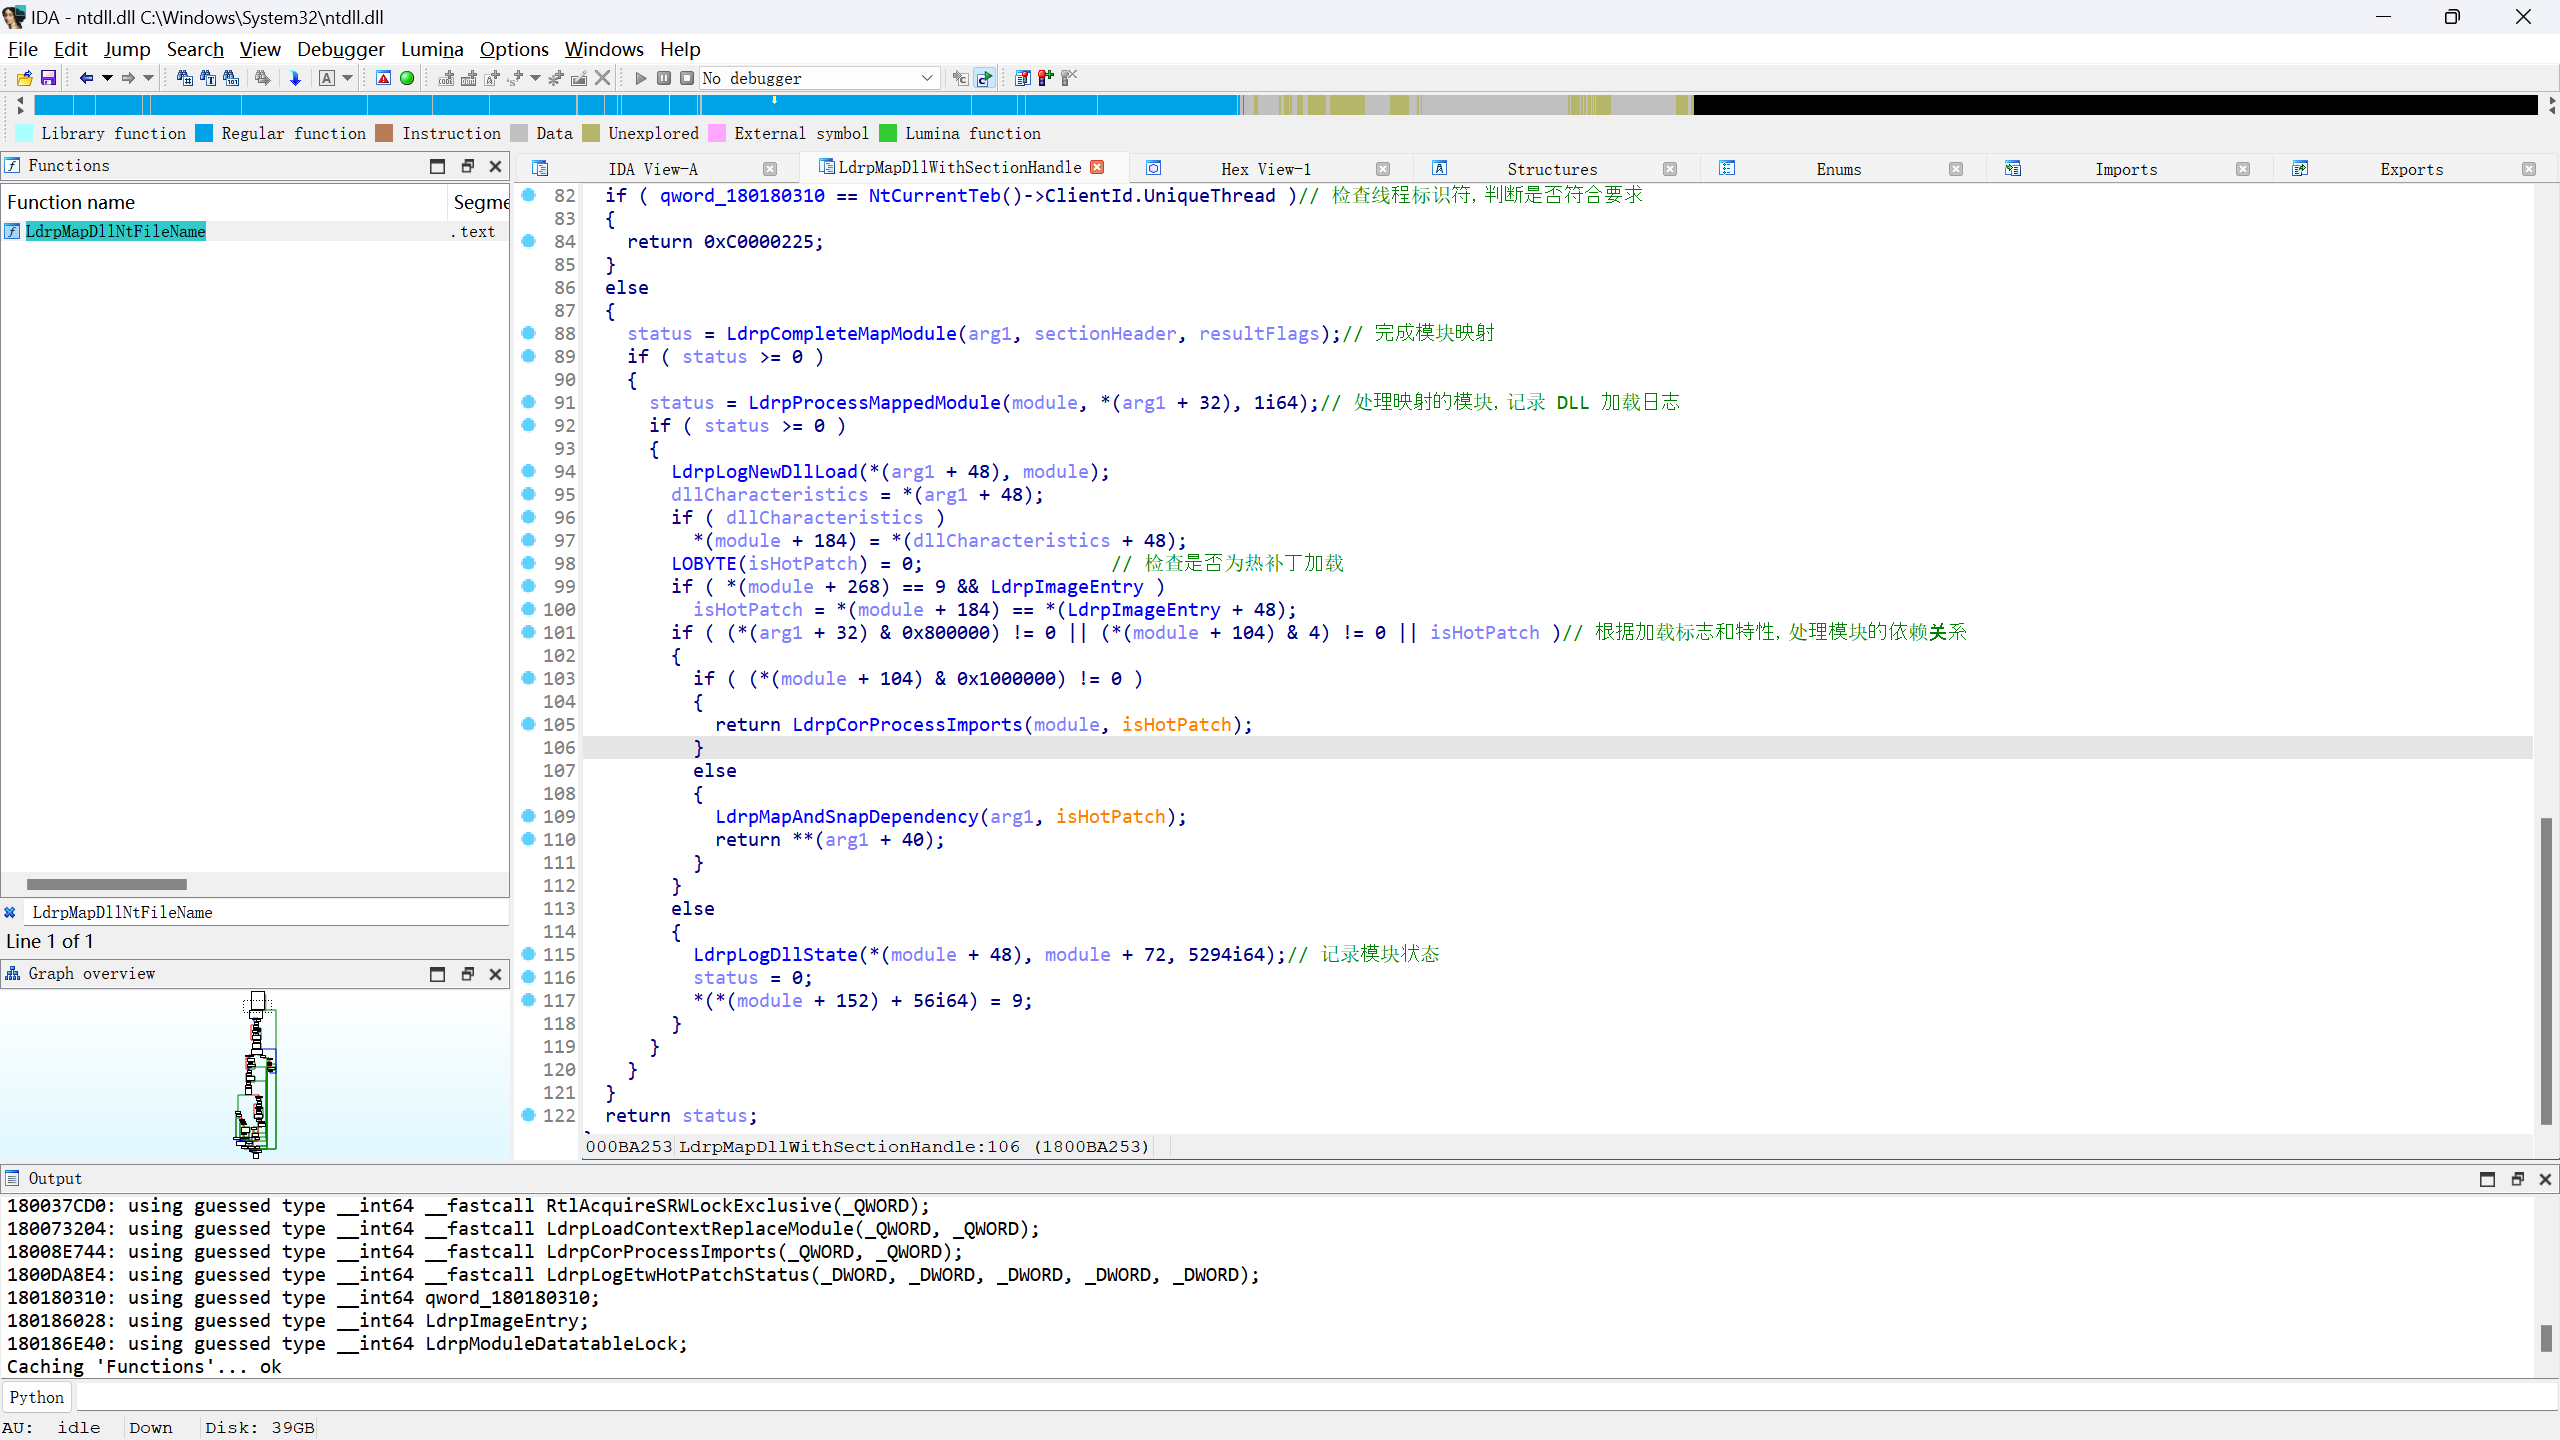 IDA - ntdll.dll C:\Windows\System32\ntdll.dll
File Edit Jump Search View Debugger Lumina Options Windows Help
No debugger
Library function Regular function Instruction Data Unexplored External symbol Lumina function
Functions
Function name Segme
LdrpMapDllNtFileName .text
LdrpMapDllNtFileName
Line 1 of 1
Graph overview
IDA View-A LdrpMapDllWithSectionHandle Hex View-1 Structures Enums Imports Exports
82 if ( qword_180180310 == NtCurrentTeb()->ClientId.UniqueThread )// 检查线程标识符,判断是否符合要求
83 {
84 return 0xC0000225;
85 }
86 else
87 {
88 status = LdrpCompleteMapModule(arg1, sectionHeader, resultFlags);// 完成模块映射
89 if ( status >= 0 )
90 {
91 status = LdrpProcessMappedModule(module, *(arg1 + 32), 1i64);// 处理映射的模块,记录 DLL 加载日志
92 if ( status >= 0 )
93 {
94 LdrpLogNewDllLoad(*(arg1 + 48), module);
95 dllCharacteristics = *(arg1 + 48);
96 if ( dllCharacteristics )
97 *(module + 184) = *(dllCharacteristics + 48);
98 LOBYTE(isHotPatch) = 0; // 检查是否为热补丁加载
99 if ( *(module + 268) == 9 && LdrpImageEntry )
100 isHotPatch = *(module + 184) == *(LdrpImageEntry + 48);
101 if ( (*(arg1 + 32) & 0x800000) != 0 || (*(module + 104) & 4) != 0 || isHotPatch )// 根据加载标志和特性,处理模块的依赖关系
102 {
103 if ( (*(module + 104) & 0x1000000) != 0 )
104 {
105 return LdrpCorProcessImports(module, isHotPatch);
106 }
107 else
108 {
109 LdrpMapAndSnapDependency(arg1, isHotPatch);
110 return **(arg1 + 40);
111 }
112 }
113 else
114 {
115 LdrpLogDllState(*(module + 48), module + 72, 5294i64);// 记录模块状态
116 status = 0;
117 *(*(module + 152) + 56i64) = 9;
118 }
119 }
120 }
121 }
122 return status;
000BA253 LdrpMapDllWithSectionHandle:106 (1800BA253)
Output
180037CD0: using guessed type __int64 __fastcall RtlAcquireSRWLockExclusive(_QWORD);
180073204: using guessed type __int64 __fastcall LdrpLoadContextReplaceModule(_QWORD, _QWORD);
18008E744: using guessed type __int64 __fastcall LdrpCorProcessImports(_QWORD, _QWORD);
1800DA8E4: using guessed type __int64 __fastcall LdrpLogEtwHotPatchStatus(_DWORD, _DWORD, _DWORD, _DWORD, _DWORD);
180180310: using guessed type __int64 qword_180180310;
180186028: using guessed type __int64 LdrpImageEntry;
180186E40: using guessed type __int64 LdrpModuleDatatableLock;
Caching 'Functions'... ok
Python
AU: idle Down Disk: 39GB